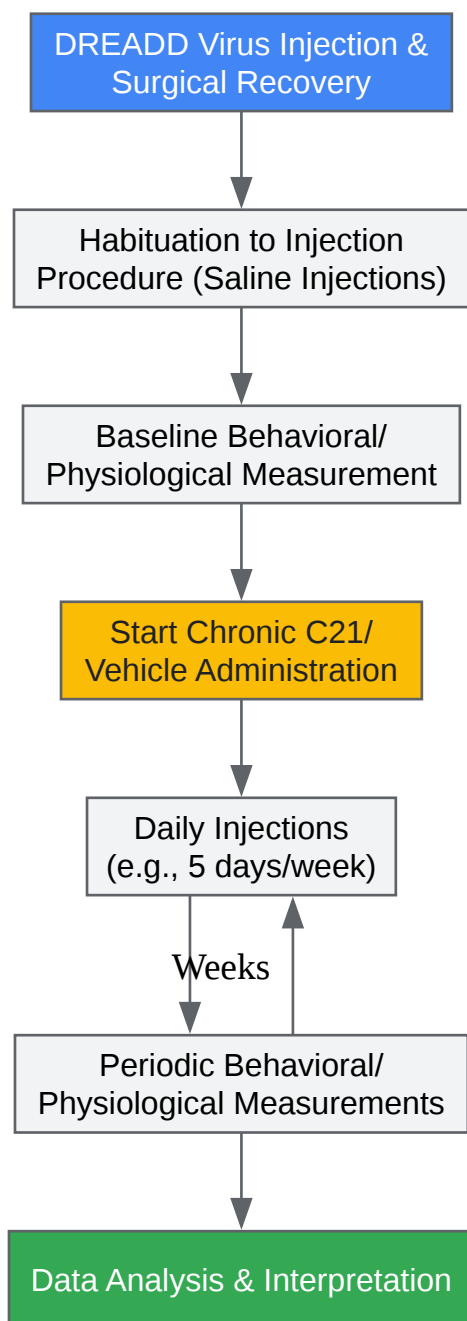 DREADD Virus Injection &
Surgical Recovery
Habituation to Injection
Procedure (Saline Injections)
Baseline Behavioral/
Physiological Measurement
Start Chronic C21/
Vehicle Administration
Daily Injections
(e.g., 5 days/week)
Weeks
Periodic Behavioral/
Physiological Measurements
Data Analysis & Interpretation